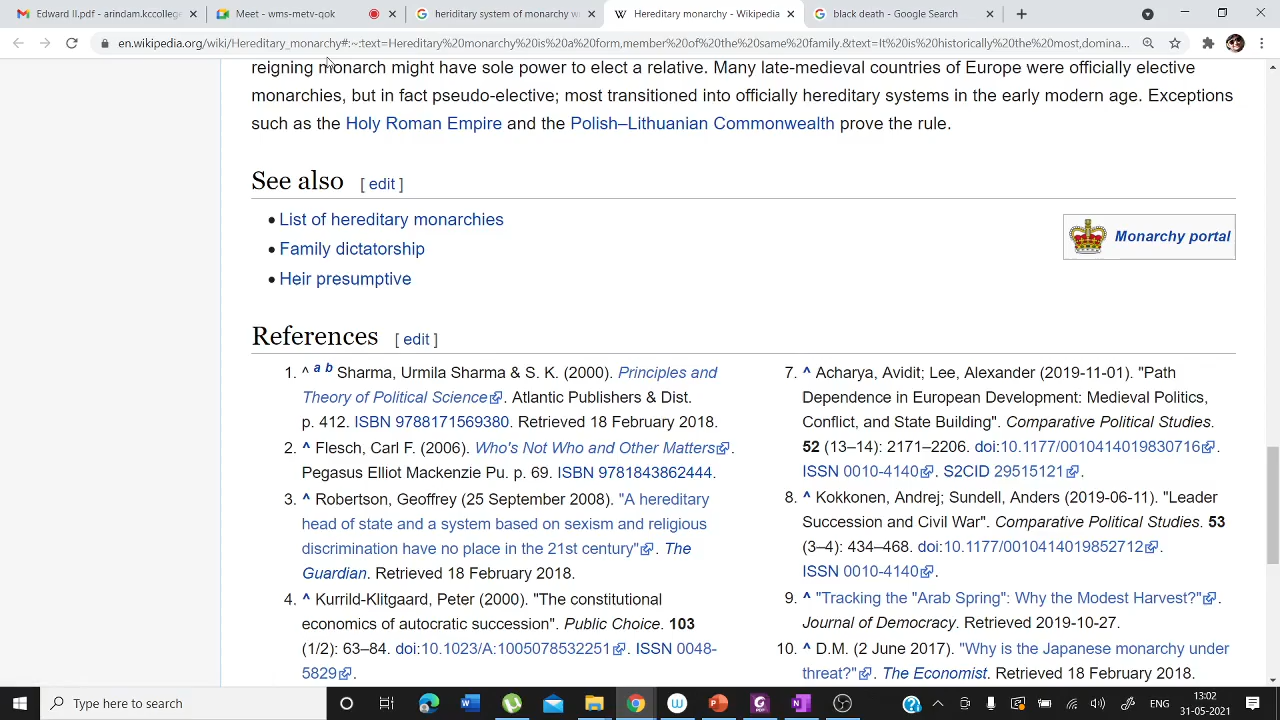 Edward II.pdf - arindam.kccolleg
Meet - wms-metv-qok
hereditary system of monarchy w
Hereditary monarchy - Wikipedia
black death - Google Search
en.wikipedia.org/wiki/Hereditary_monarchy#:~:text=Hereditary%20monarchy%20is%20a%20form,member%20of%20the%20same%20family.&text=It%20is%20historically%20the%20most,domina...
reigning monarch might have sole power to elect a relative. Many late-medieval countries of Europe were officially elective
monarchies, but in fact pseudo-elective; most transitioned into officially hereditary systems in the early modern age. Exceptions
such as the Holy Roman Empire and the Polish–Lithuanian Commonwealth prove the rule.
See also [ edit ]
• List of hereditary monarchies
• Family dictatorship
• Heir presumptive
Monarchy portal
References [ edit ]
1. ^ a b Sharma, Urmila Sharma & S. K. (2000). Principles and
Theory of Political Science. Atlantic Publishers & Dist.
p. 412. ISBN 9788171569380. Retrieved 18 February 2018.
2. ^ Flesch, Carl F. (2006). Who's Not Who and Other Matters.
Pegasus Elliot Mackenzie Pu. p. 69. ISBN 9781843862444.
3. ^ Robertson, Geoffrey (25 September 2008). "A hereditary
head of state and a system based on sexism and religious
discrimination have no place in the 21st century". The
Guardian. Retrieved 18 February 2018.
4. ^ Kurrild-Klitgaard, Peter (2000). "The constitutional
economics of autocratic succession". Public Choice. 103
(1/2): 63–84. doi:10.1023/A:1005078532251. ISSN 0048-
5829.
7. ^ Acharya, Avidit; Lee, Alexander (2019-11-01). "Path
Dependence in European Development: Medieval Politics,
Conflict, and State Building". Comparative Political Studies.
52 (13–14): 2171–2206. doi:10.1177/0010414019830716.
ISSN 0010-4140. S2CID 29515121.
8. ^ Kokkonen, Andrej; Sundell, Anders (2019-06-11). "Leader
Succession and Civil War". Comparative Political Studies. 53
(3–4): 434–468. doi:10.1177/0010414019852712.
ISSN 0010-4140.
9. ^ "Tracking the "Arab Spring": Why the Modest Harvest?".
Journal of Democracy. Retrieved 2019-10-27.
10. ^ D.M. (2 June 2017). "Why is the Japanese monarchy under
threat?". The Economist. Retrieved 18 February 2018.
Type here to search
ENG
13:02
31-05-2021